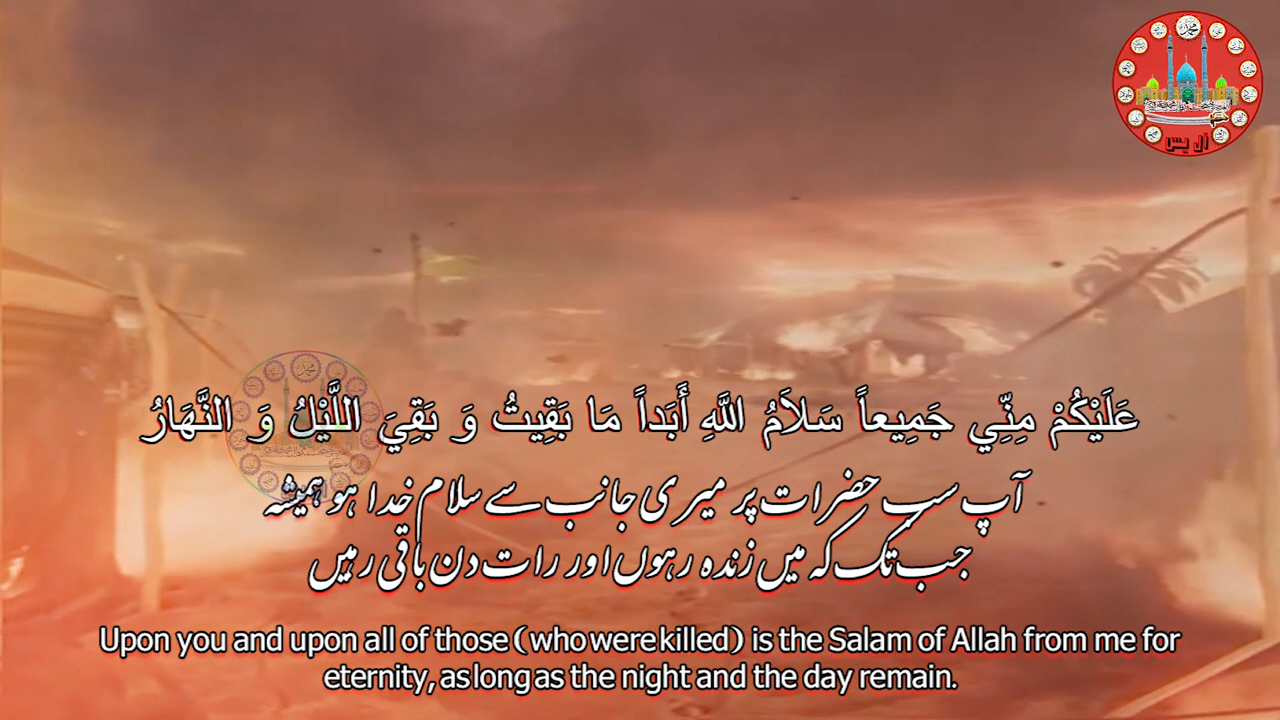 محمد
آل یٰس
عَلَيْكُمْ مِنِّي جَمِيعاً سَلاَمُ اللَّهِ أَبَداً مَا بَقِيتُ وَ بَقِيَ اللَّيْلُ وَ النَّهَارُ
آپ سب حضرات پر میری جانب سے سلام خدا ہو ہمیشہ
جب تک کہ میں زندہ رہوں اور رات دن باقی رہیں
Upon you and upon all of those (who were killed) is the Salam of Allah from me for
eternity, as long as the night and the day remain.